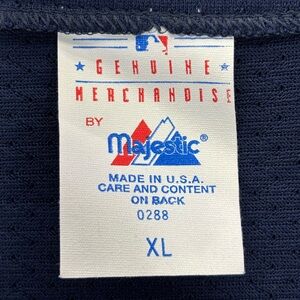 GENUINE
MERCHANDISE
BY
Majestic®
MADE IN U.S.A.
CARE AND CONTENT
ON BACK
0288
XL